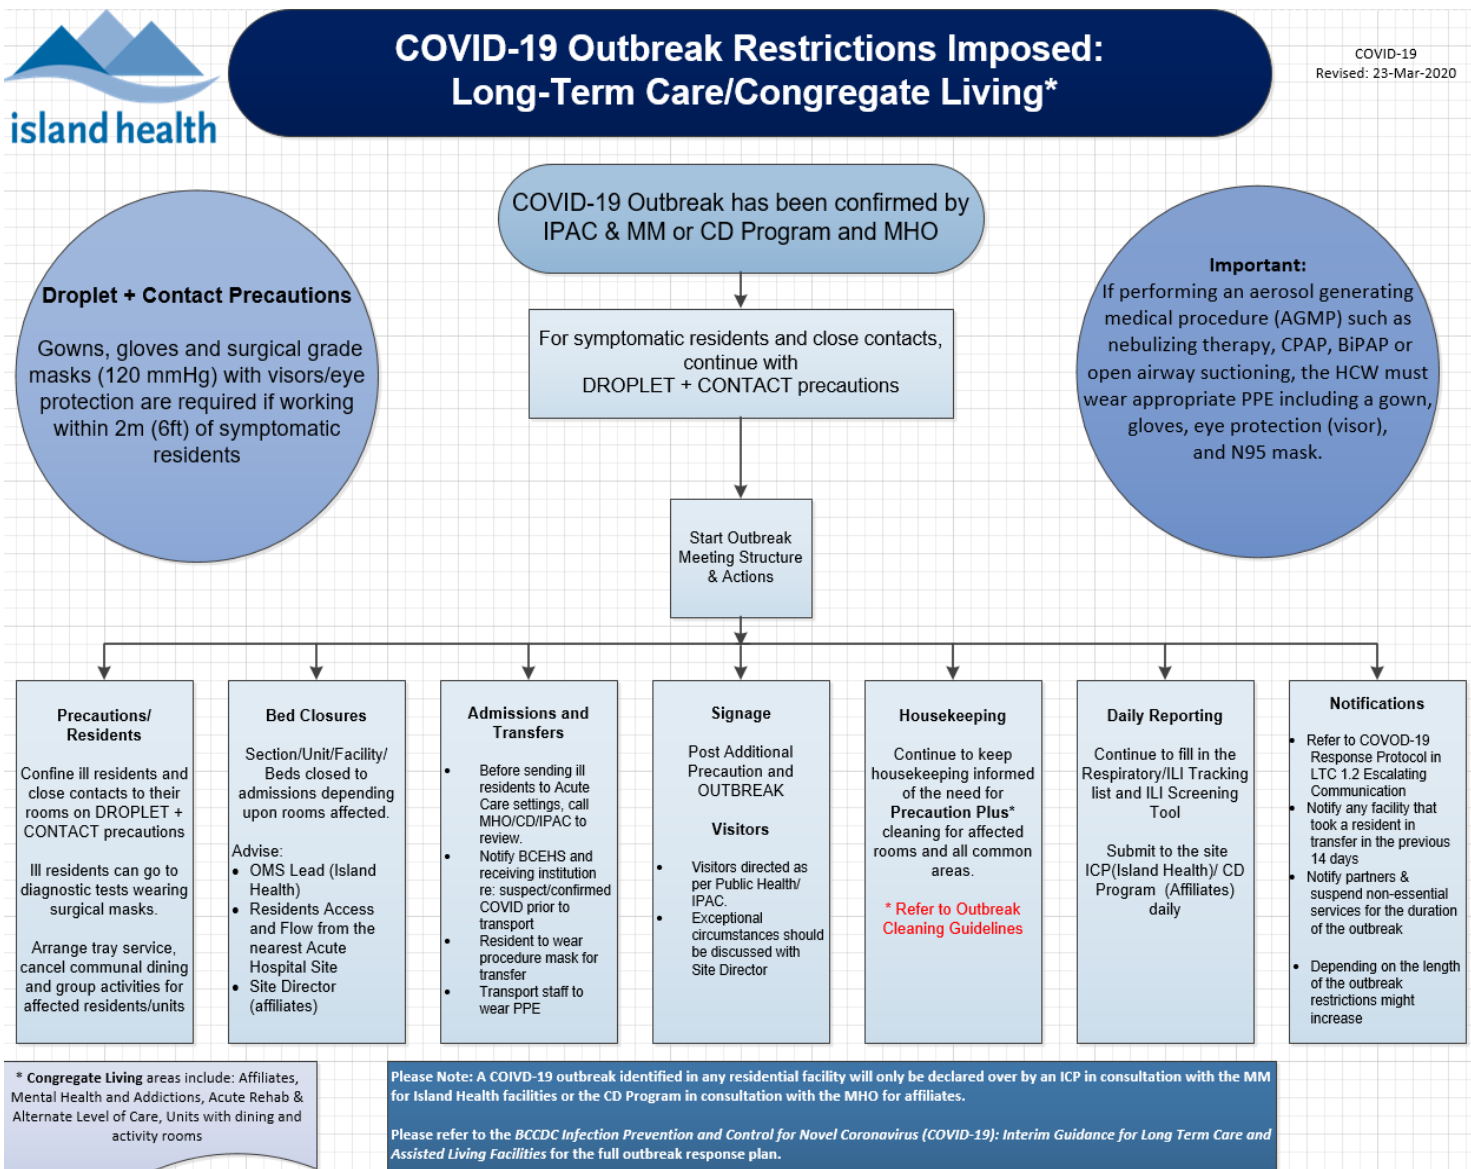 island health
COVID-19 Outbreak Restrictions Imposed:
Long-Term Care/Congregate Living*
COVID-19
Revised: 23-Mar-2020
COVID-19 Outbreak has been confirmed by
IPAC & MM or CD Program and MHO
Droplet + Contact Precautions
Gowns, gloves and surgical grade
masks (120 mmHg) with visors/eye
protection are required if working
within 2m (6ft) of symptomatic
residents
For symptomatic residents and close contacts,
continue with
DROPLET + CONTACT precautions
Important:
If performing an aerosol generating
medical procedure (AGMP) such as
nebulizing therapy, CPAP, BiPAP or
open airway suctioning, the HCW must
wear appropriate PPE including a gown,
gloves, eye protection (visor),
and N95 mask.
Start Outbreak
Meeting Structure
& Actions
Precautions/
Residents
Confine ill residents and
close contacts to their
rooms on DROPLET +
CONTACT precautions
Ill residents can go to
diagnostic tests wearing
surgical masks.
Arrange tray service,
cancel communal dining
and group activities for
affected residents/units
Bed Closures
Section/Unit/Facility/
Beds closed to
admissions depending
upon rooms affected.
Advise:
• OMS Lead (Island
Health)
• Residents Access
and Flow from the
nearest Acute
Hospital Site
• Site Director
(affiliates)
Admissions and
Transfers
• Before sending ill
residents to Acute
Care settings, call
MHO/CD/IPAC to
review.
• Notify BCEHS and
receiving institution
re: suspect/confirmed
COVID prior to
transport
• Resident to wear
procedure mask for
transfer
• Transport staff to
wear PPE
Signage
Post Additional
Precaution and
OUTBREAK
Visitors
• Visitors directed as
per Public Health/
IPAC.
• Exceptional
circumstances should
be discussed with
Site Director
Housekeeping
Continue to keep
housekeeping informed
of the need for
Precaution Plus*
cleaning for affected
rooms and all common
areas.
* Refer to Outbreak
Cleaning Guidelines
Daily Reporting
Continue to fill in the
Respiratory/ILI Tracking
list and ILI Screening
Tool
Submit to the site
ICP(Island Health)/ CD
Program (Affiliates)
daily
Notifications
• Refer to COVOD-19
Response Protocol in
LTC 1.2 Escalating
Communication
• Notify any facility that
took a resident in
transfer in the previous
14 days
• Notify partners &
suspend non-essential
services for the duration
of the outbreak
• Depending on the length
of the outbreak
restrictions might
increase
* Congregate Living areas include: Affiliates,
Mental Health and Addictions, Acute Rehab &
Alternate Level of Care, Units with dining and
activity rooms
Please Note: A COIVD-19 outbreak identified in any residential facility will only be declared over by an ICP in consultation with the MM
for Island Health facilities or the CD Program in consultation with the MHO for affiliates.
Please refer to the BCCDC Infection Prevention and Control for Novel Coronavirus (COVID-19): Interim Guidance for Long Term Care and
Assisted Living Facilities for the full outbreak response plan.